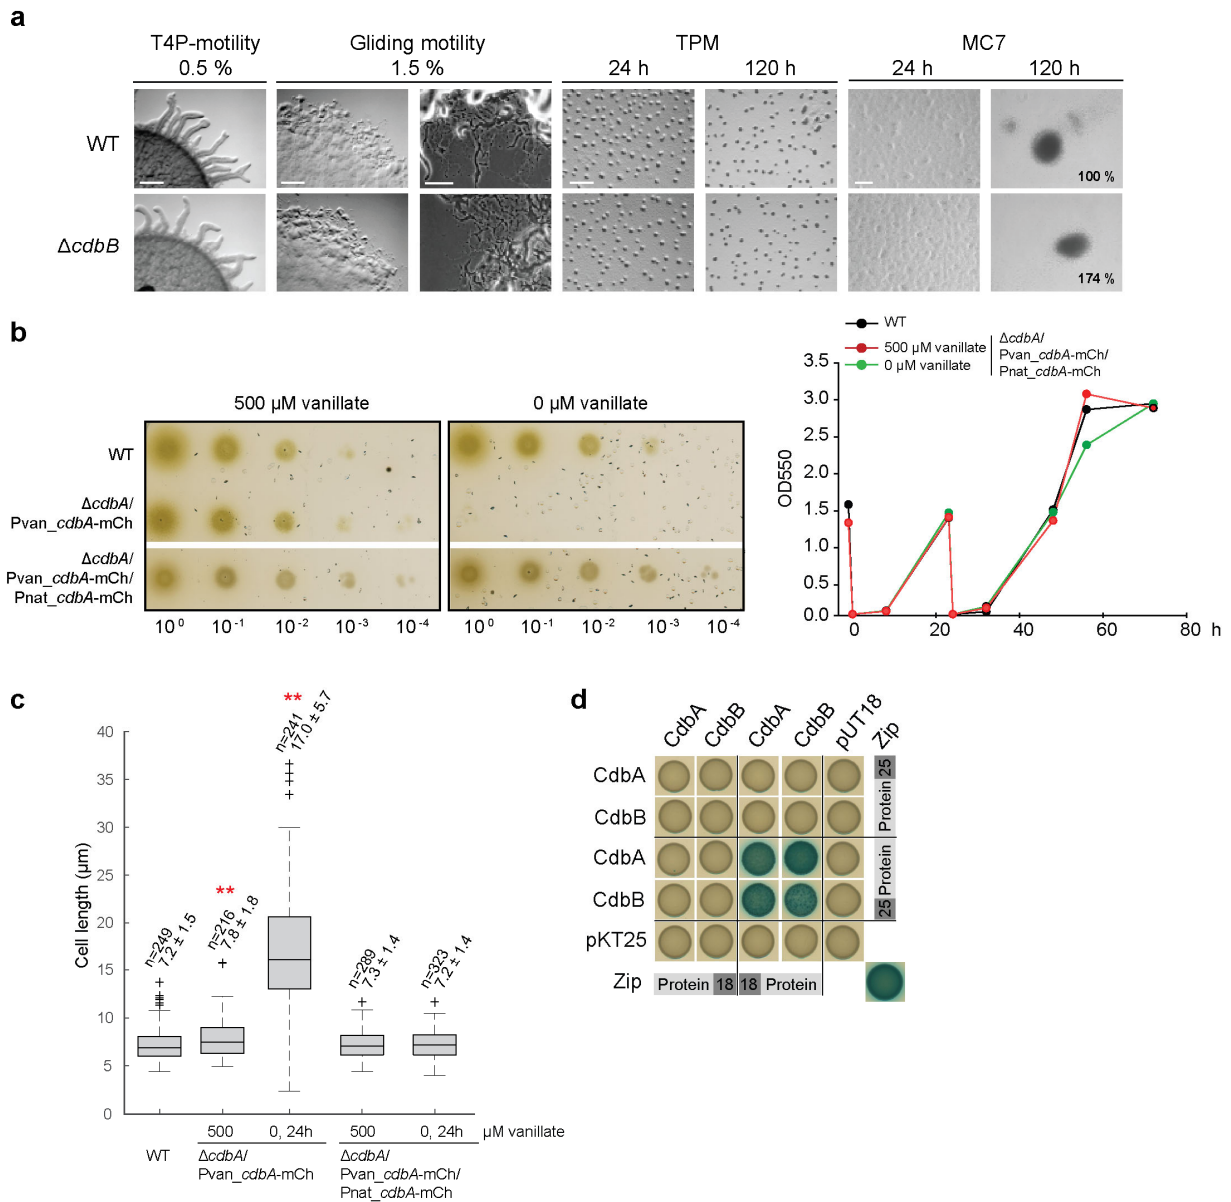 a
T4P-motility Gliding motility TPM MC7
0.5 % 1.5 % 24 h 120 h 24 h 120 h
WT
100 %
ΔcdbB
174 %
b
500 µM vanillate 0 µM vanillate
WT
ΔcdbA/
Pvan_cdbA-mCh
ΔcdbA/
Pvan_cdbA-mCh/
Pnat_cdbA-mCh
10⁰ 10⁻¹ 10⁻² 10⁻³ 10⁻⁴ 10⁰ 10⁻¹ 10⁻² 10⁻³ 10⁻⁴
WT
500 µM vanillate
0 µM vanillate
ΔcdbA/
Pvan_cdbA-mCh/
Pnat_cdbA-mCh
OD550
3.5
3.0
2.5
2.0
1.5
1.0
0.5
0.0
0 20 40 60 80 h
c
Cell length (µm)
40
35
30
25
20
15
10
5
0
n=249
7.2 ± 1.5
**
n=216
7.8 ± 1.8
**
n=241
17.0 ± 5.7
n=289
7.3 ± 1.4
n=323
7.2 ± 1.4
500 0, 24h 500 0, 24h µM vanillate
WT
ΔcdbA/
Pvan_cdbA-mCh
ΔcdbA/
Pvan_cdbA-mCh/
Pnat_cdbA-mCh
d
CdbA CdbB CdbA CdbB pUT18 Zip
CdbA
CdbB
CdbA
CdbB
pKT25
Zip
Protein 25
25 Protein
Protein 18 18 Protein